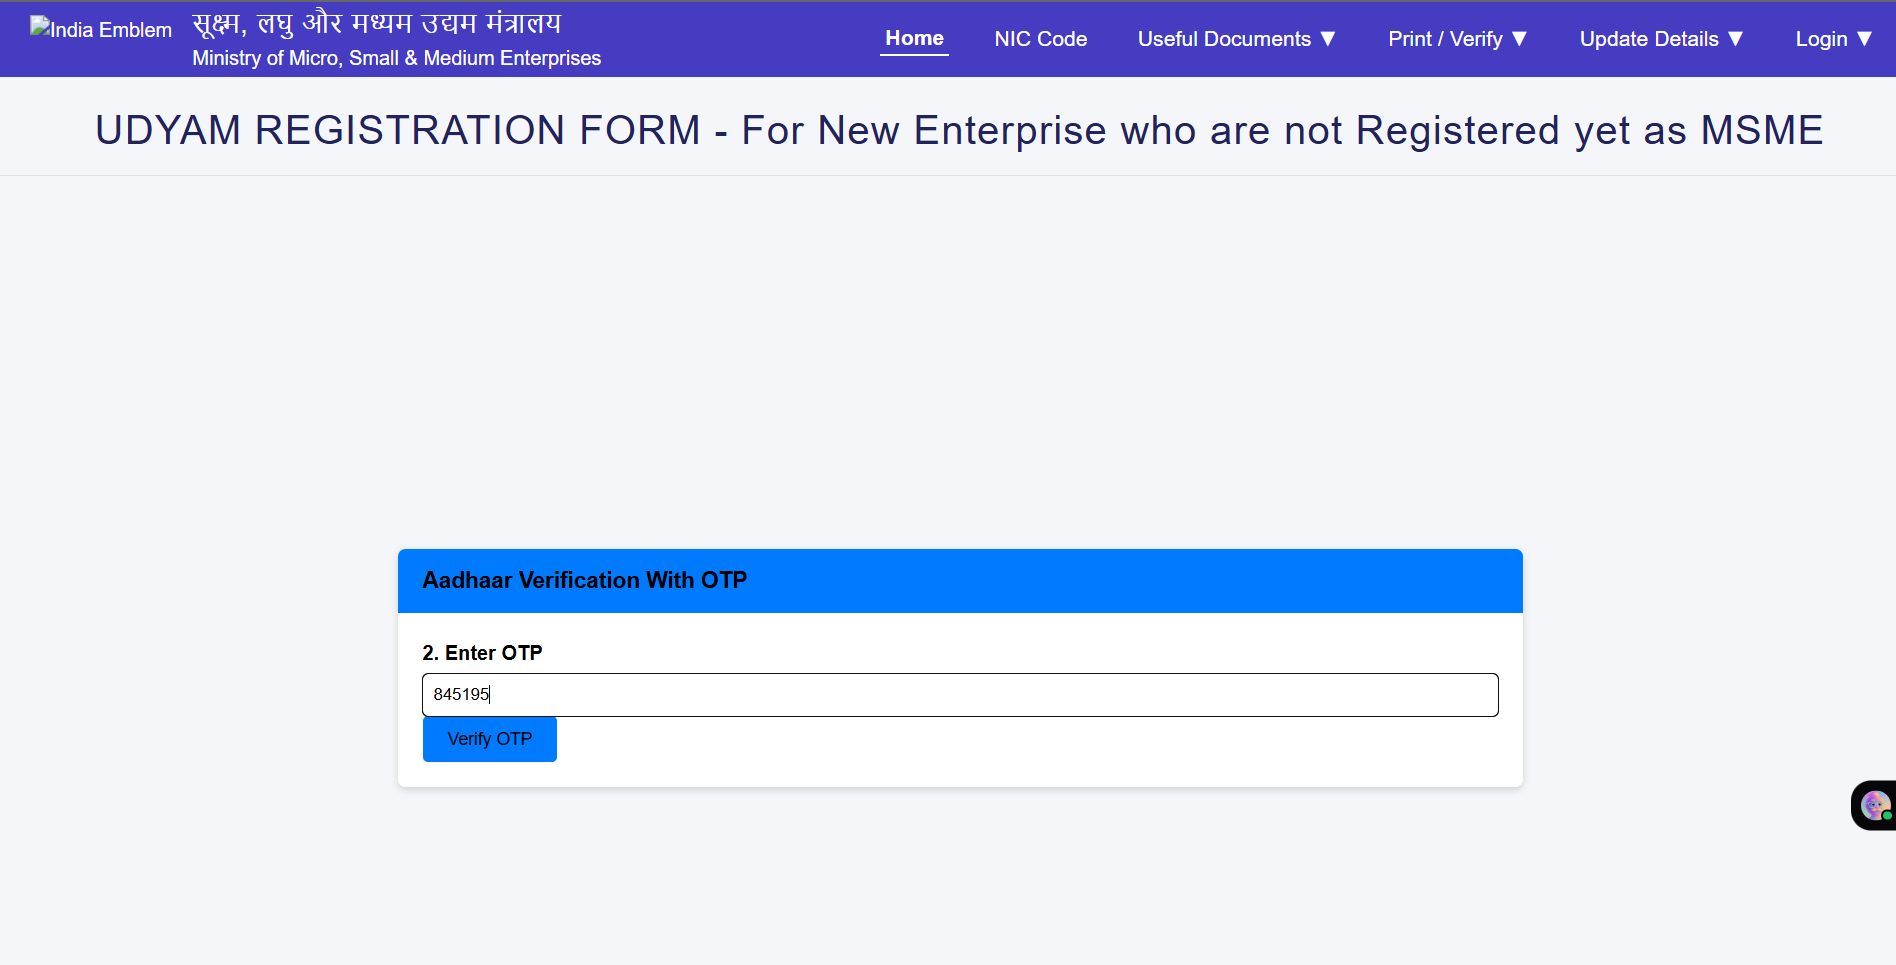 India Emblem
सूक्ष्म, लघु और मध्यम उद्यम मंत्रालय
Ministry of Micro, Small & Medium Enterprises
Home NIC Code Useful Documents ▼ Print / Verify ▼ Update Details ▼ Login ▼
UDYAM REGISTRATION FORM - For New Enterprise who are not Registered yet as MSME
Aadhaar Verification With OTP
2. Enter OTP
845195
Verify OTP